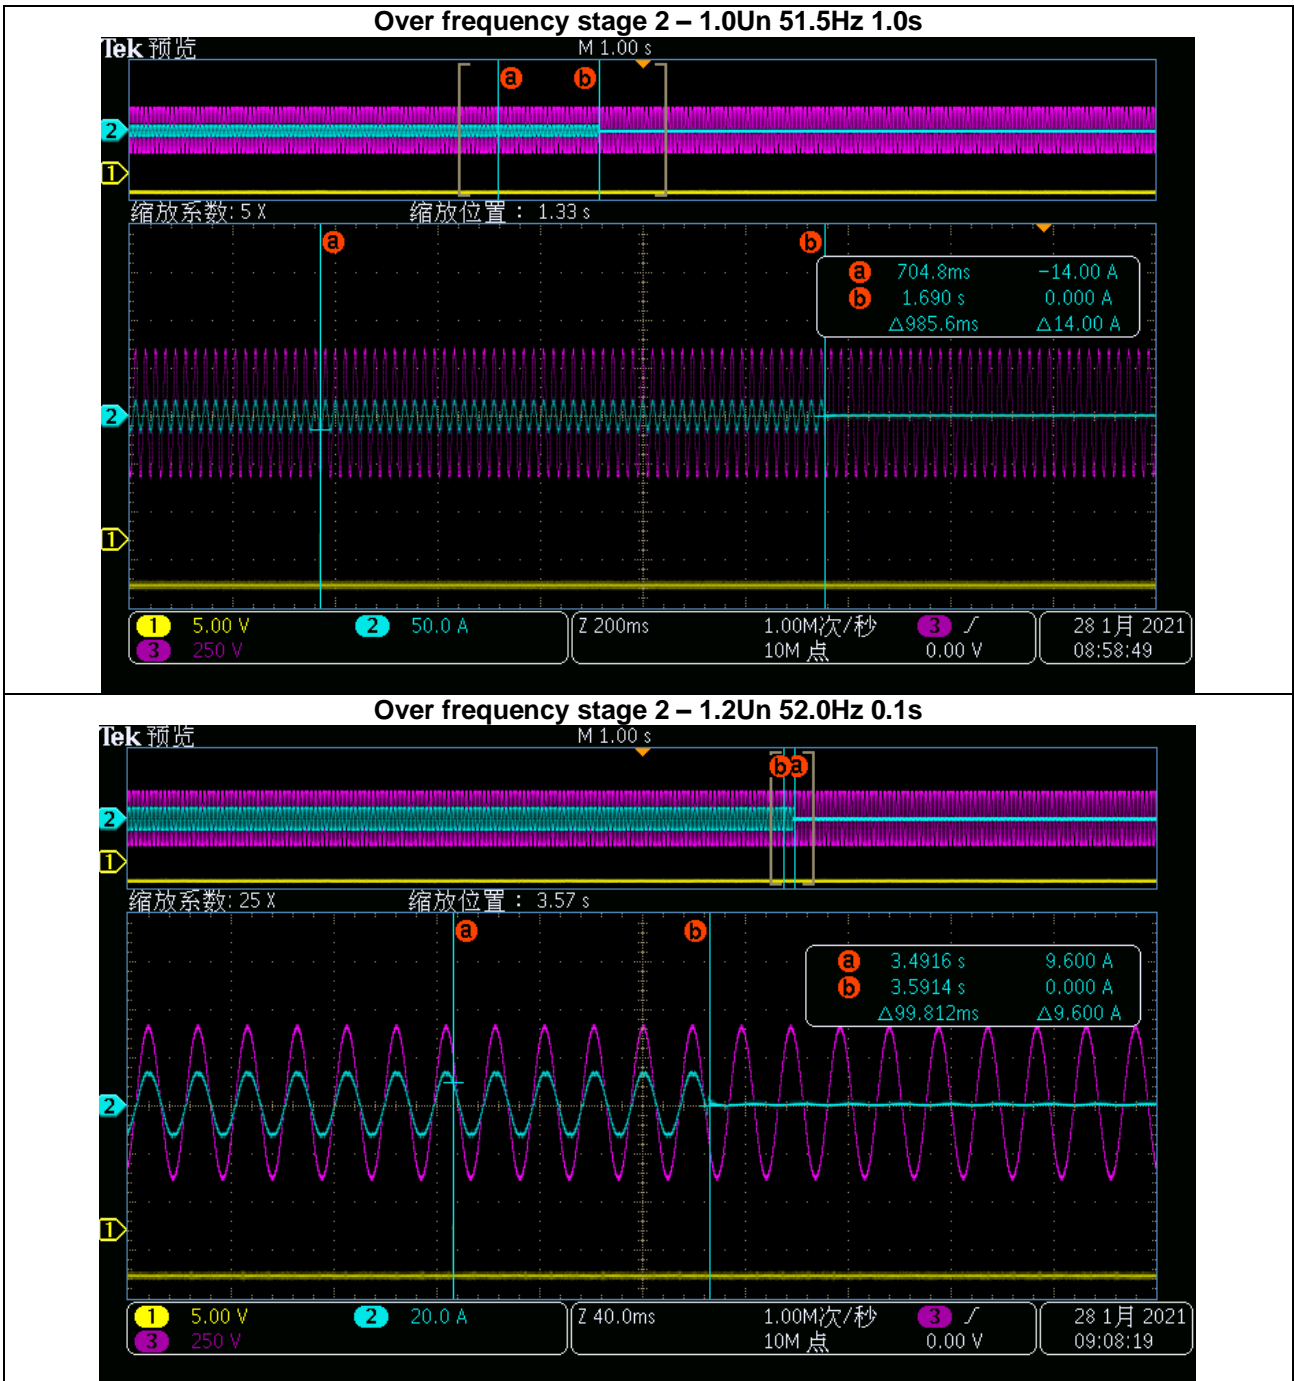 Over frequency stage 2 – 1.0Un 51.5Hz 1.0s
Tek 预览 M 1.00 s
a b
2
1
缩放系数: 5 X 缩放位置： 1.33 s
a b
a 704.8ms −14.00 A
b 1.690 s 0.000 A
△985.6ms △14.00 A
2
1
1 5.00 V 2 50.0 A Z 200ms 1.00M次/秒 3 28 1月 2021
3 250 V 10M 点 0.00 V 08:58:49
Over frequency stage 2 – 1.2Un 52.0Hz 0.1s
Tek 预览 M 1.00 s
b a
2
1
缩放系数: 25 X 缩放位置： 3.57 s
a b
a 3.4916 s 9.600 A
b 3.5914 s 0.000 A
△99.812ms △9.600 A
2
1
1 5.00 V 2 20.0 A Z 40.0ms 1.00M次/秒 3 28 1月 2021
3 250 V 10M 点 0.00 V 09:08:19